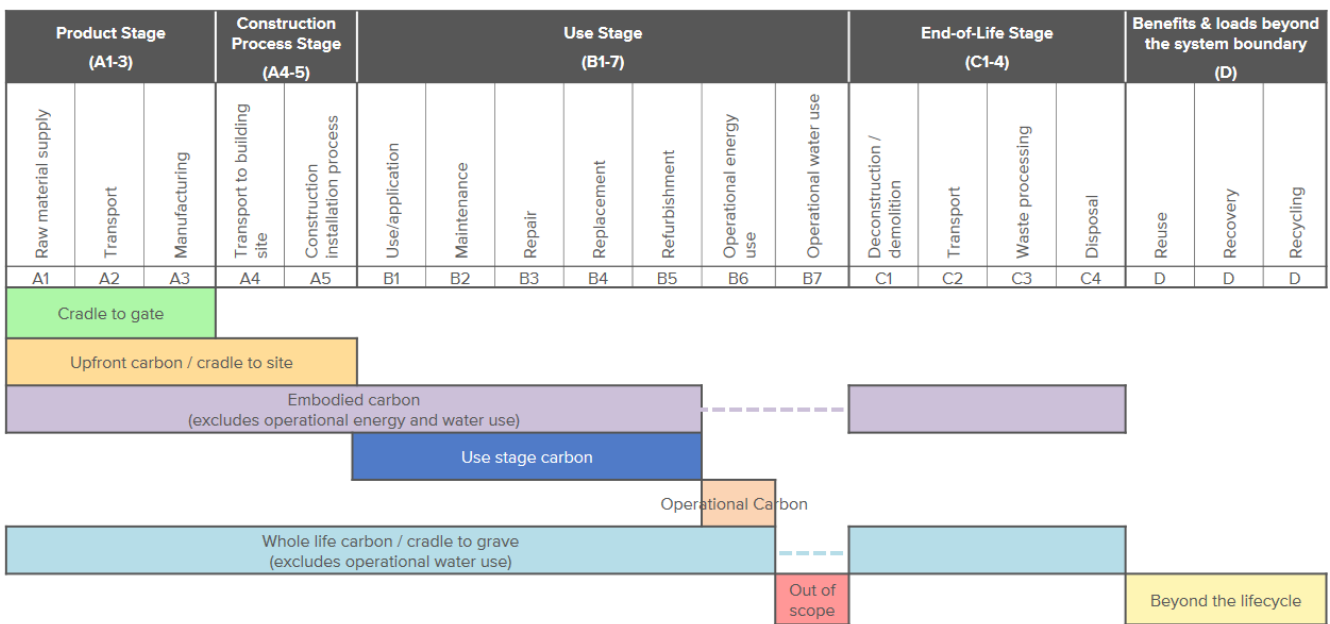 Product Stage
(A1-3)
Construction
Process Stage
(A4-5)
Use Stage
(B1-7)
End-of-Life Stage
(C1-4)
Benefits & loads beyond
the system boundary
(D)
Raw material supply
Transport
Manufacturing
Transport to building
site
Construction
installation process
Use/application
Maintenance
Repair
Replacement
Refurbishment
Operational energy
use
Operational water use
Deconstruction /
demolition
Transport
Waste processing
Disposal
Reuse
Recovery
Recycling
A1 A2 A3 A4 A5 B1 B2 B3 B4 B5 B6 B7 C1 C2 C3 C4 D D D
Cradle to gate
Upfront carbon / cradle to site
Embodied carbon
(excludes operational energy and water use)
Use stage carbon
Operational Carbon
Whole life carbon / cradle to grave
(excludes operational water use)
Out of
scope
Beyond the lifecycle